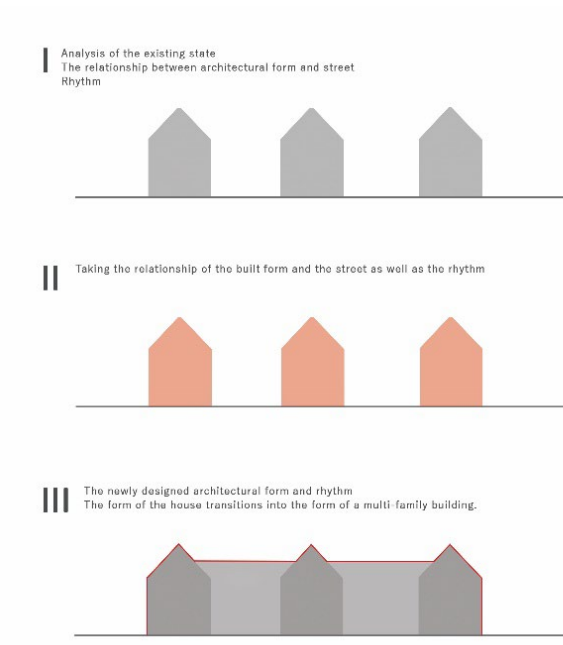 I
Analysis of the existing state
The relationship between architectural form and street
Rhythm
II
Taking the relationship of the built form and the street as well as the rhythm
III
The newly designed architectural form and rhythm
The form of the house transitions into the form of a multi-family building.